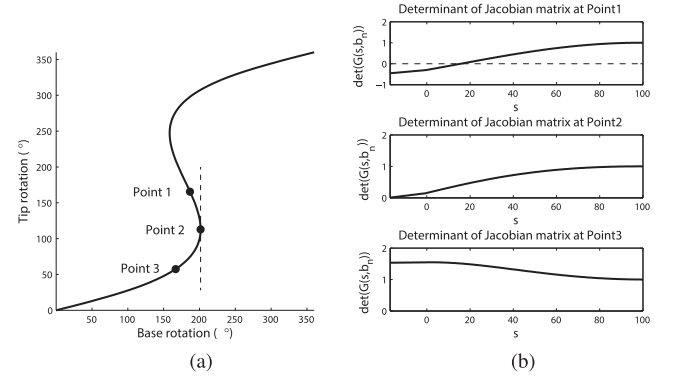 Tip rotation ( °)
350
300
250
200
150
100
50
0
Point 1
Point 2
Point 3
50 100 150 200 250 300 350
Base rotation ( °)
(a)
Determinant of Jacobian matrix at Point1
det(G(s,bn))
2
1
0
−1
0 20 40 60 80 100
s
Determinant of Jacobian matrix at Point2
det(G(s,bn))
2
1
0
0 20 40 60 80 100
s
Determinant of Jacobian matrix at Point3
det(G(s,bn))
2
1
0
0 20 40 60 80 100
s
(b)